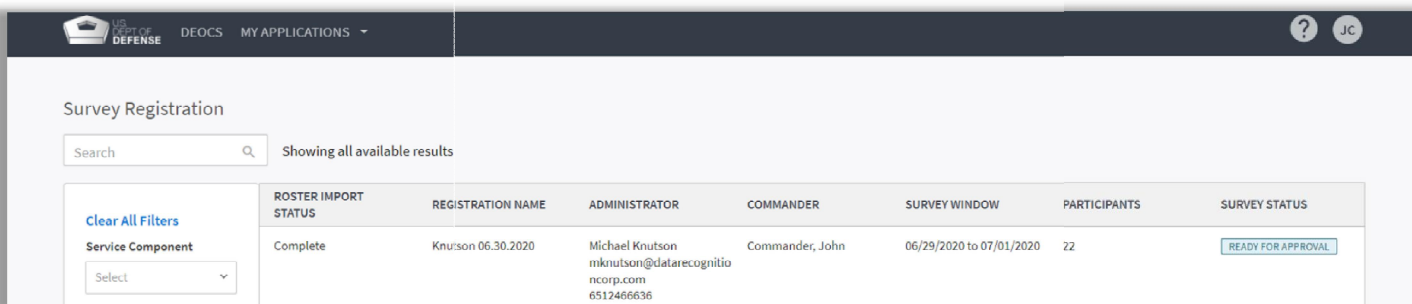 U.S.
DEPT OF
DEFENSE
DEOCS MY APPLICATIONS
?
JC
Survey Registration
Search
Showing all available results
Clear All Filters
Service Component
Select
ROSTER IMPORT
STATUS
REGISTRATION NAME
ADMINISTRATOR
COMMANDER
SURVEY WINDOW
PARTICIPANTS
SURVEY STATUS
Complete
Knutson 06.30.2020
Michael Knutson
mknutson@datarecognitio
ncorp.com
6512466636
Commander, John
06/29/2020 to 07/01/2020
22
READY FOR APPROVAL